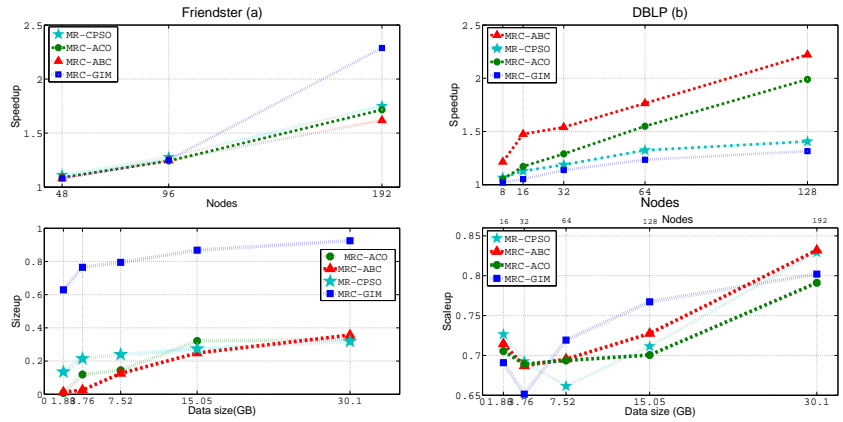 Friendster (a)
2.5
MR-CPSO
MRC-ACO
MRC-ABC
MRC-GIM
2
1.5
1
Speedup
48
96
192
Nodes
DBLP (b)
2.5
MRC-ABC
MR-CPSO
MRC-ACO
MRC-GIM
2
1.5
1
Speedup
8
16
32
64
128
Nodes
1
0.8
0.6
0.4
0.2
0
Sizeup
MRC-ACO
MRC-ABC
MR-CPSO
MRC-GIM
0
1.88
3.76
7.52
15.05
30.1
Data size(GB)
Nodes
16
32
64
128
192
0.85
0.8
0.75
0.7
0.65
Scaleup
MR-CPSO
MRC-ABC
MRC-ACO
MRC-GIM
0
1.88
3.76
7.52
15.05
30.1
Data size (GB)